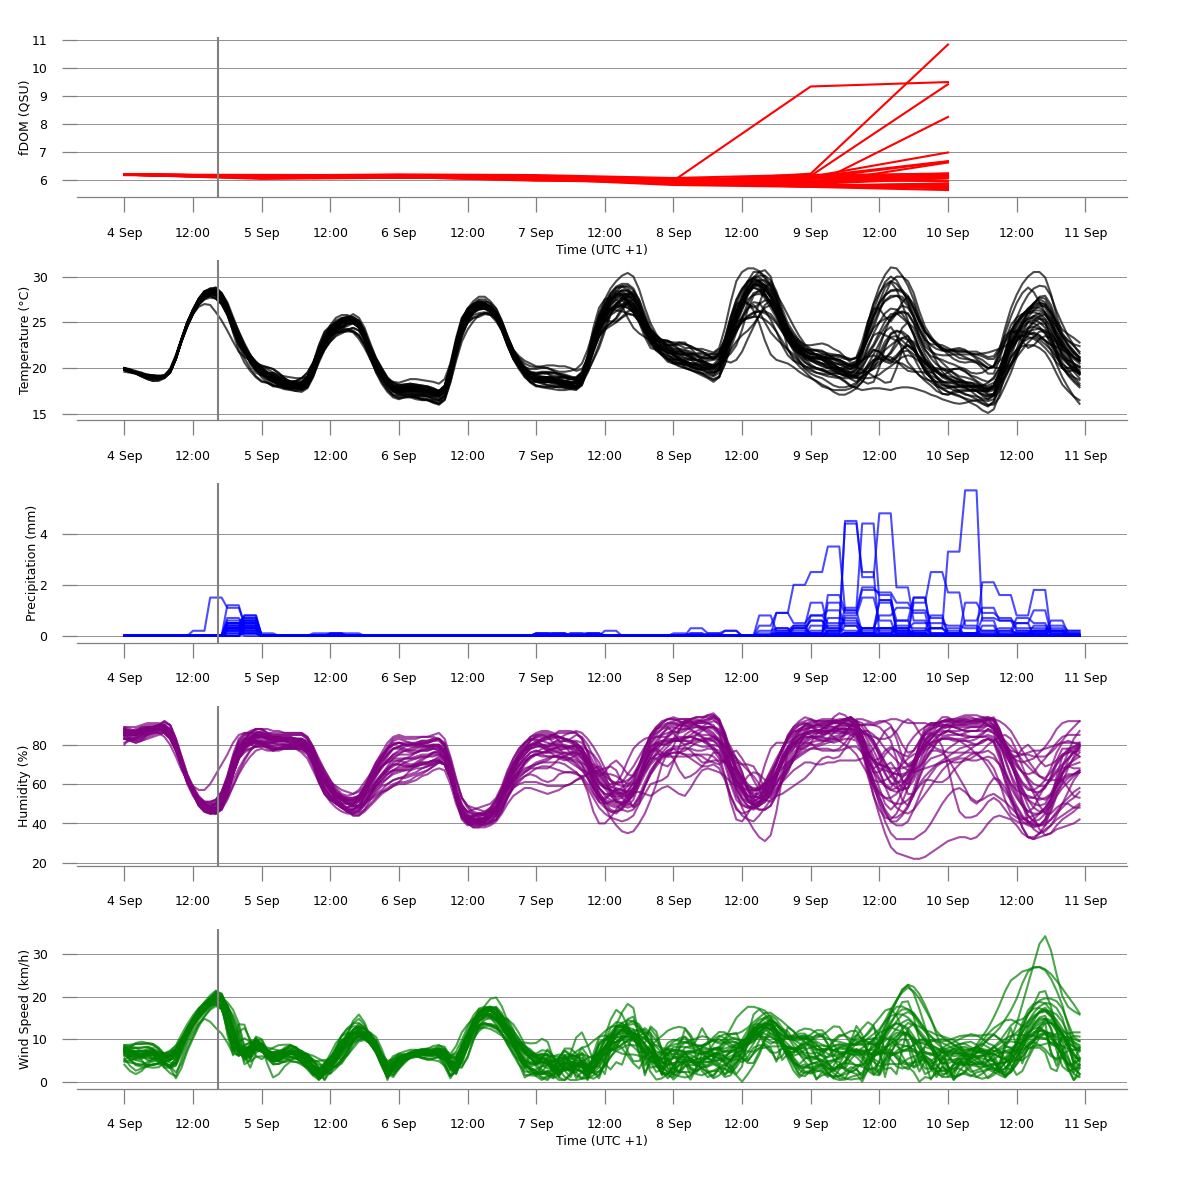 fDOM (QSU)
11
10
9
8
7
6
4 Sep 12:00 5 Sep 12:00 6 Sep 12:00 7 Sep 12:00 8 Sep 12:00 9 Sep 12:00 10 Sep 12:00 11 Sep
Time (UTC +1)
Temperature (°C)
30
25
20
15
4 Sep 12:00 5 Sep 12:00 6 Sep 12:00 7 Sep 12:00 8 Sep 12:00 9 Sep 12:00 10 Sep 12:00 11 Sep
Precipitation (mm)
4
2
0
4 Sep 12:00 5 Sep 12:00 6 Sep 12:00 7 Sep 12:00 8 Sep 12:00 9 Sep 12:00 10 Sep 12:00 11 Sep
Humidity (%)
80
60
40
20
4 Sep 12:00 5 Sep 12:00 6 Sep 12:00 7 Sep 12:00 8 Sep 12:00 9 Sep 12:00 10 Sep 12:00 11 Sep
Wind Speed (km/h)
30
20
10
0
4 Sep 12:00 5 Sep 12:00 6 Sep 12:00 7 Sep 12:00 8 Sep 12:00 9 Sep 12:00 10 Sep 12:00 11 Sep
Time (UTC +1)